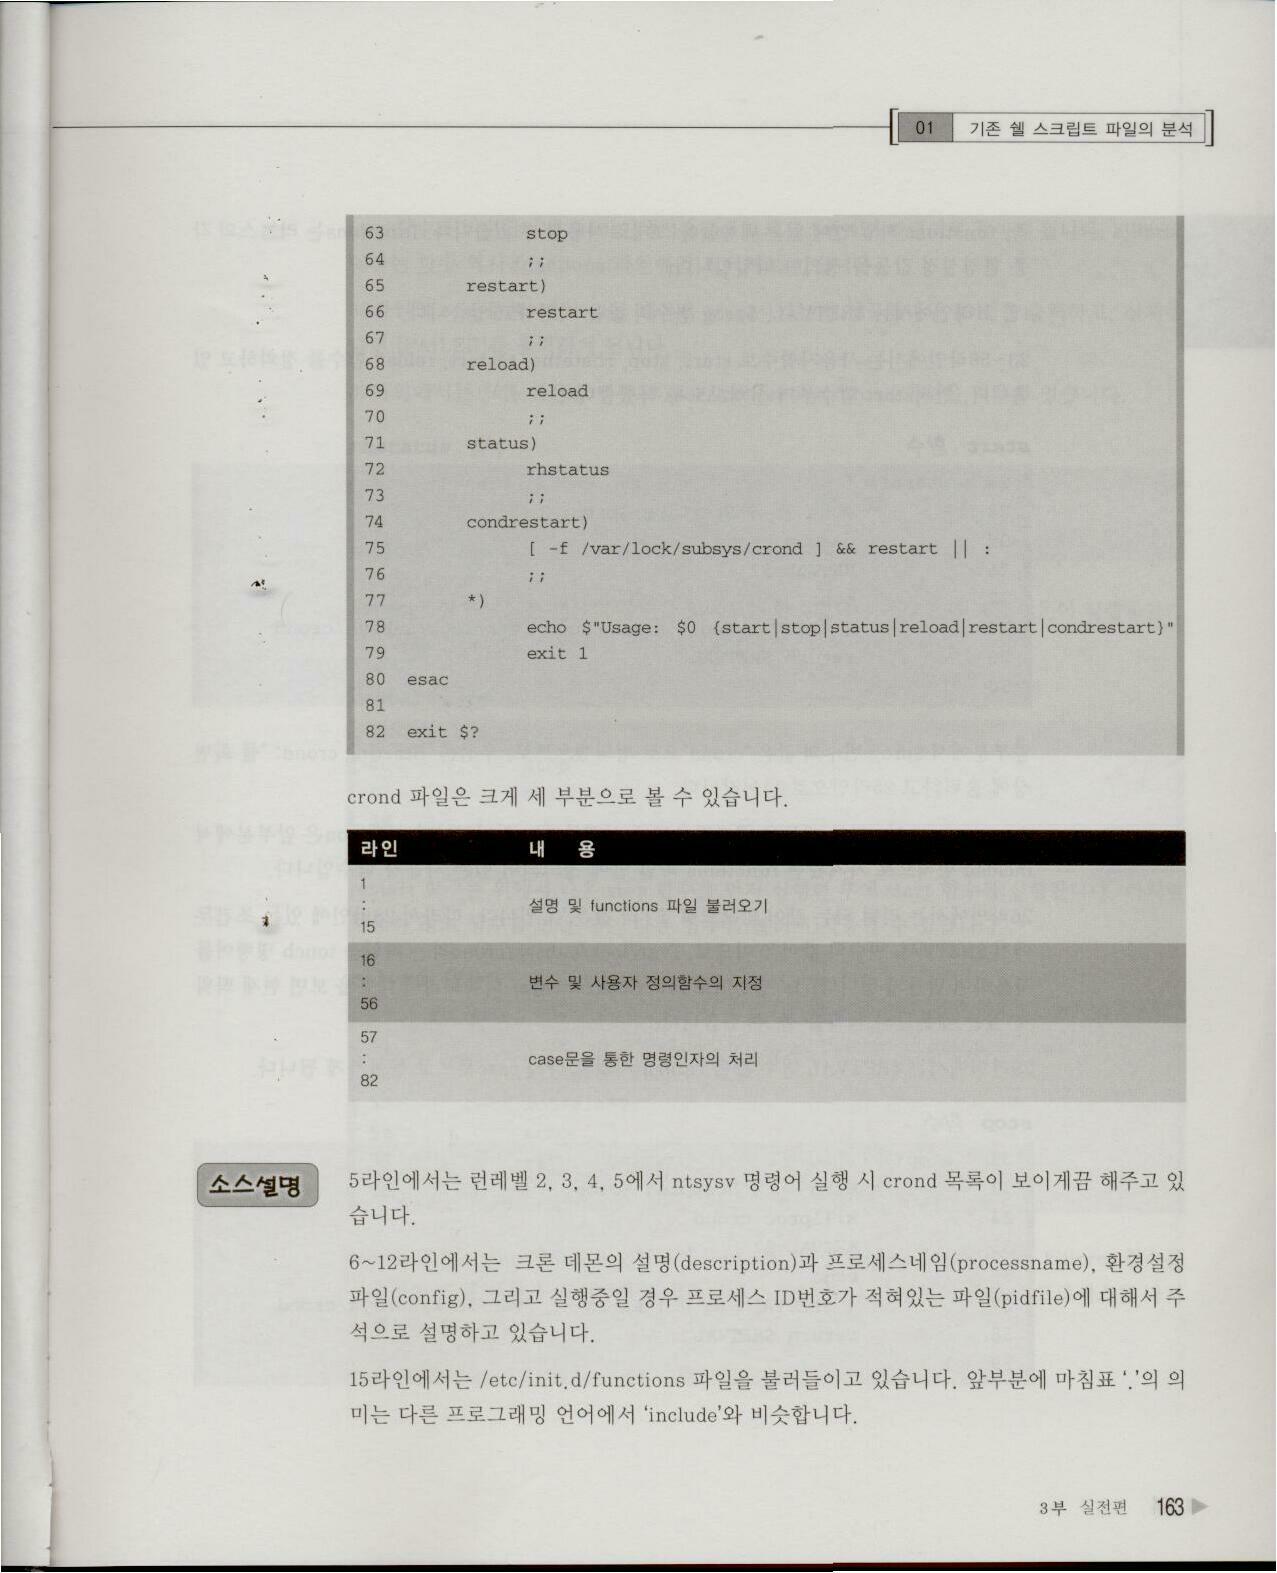 01 기존 쉘 스크립트 파일의 분석
63 stop
64 ;;
65 restart)
66 restart
67 ;;
68 reload)
69 reload
70 ;;
71 status)
72 rhstatus
73 ;;
74 condrestart)
75 [ -f /var/lock/subsys/crond ] && restart || :
76 ;;
77 *)
78 echo $"Usage: $0 {start|stop|status|reload|restart|condrestart}"
79 exit 1
80 esac
81
82 exit $?
crond 파일은 크게 세 부분으로 볼 수 있습니다.
라인 내 용
1
:
15
설명 및 functions 파일 불러오기
16
:
56
변수 및 사용자 정의함수의 지정
57
:
82
case문을 통한 명령인자의 처리
소스설명
5라인에서는 런레벨 2, 3, 4, 5에서 ntsysv 명령어 실행 시 crond 목록이 보이게끔 해주고 있
습니다.
6~12라인에서는 크론 데몬의 설명(description)과 프로세스네임(processname), 환경설정
파일(config), 그리고 실행중일 경우 프로세스 ID번호가 적혀있는 파일(pidfile)에 대해서 주
석으로 설명하고 있습니다.
15라인에서는 /etc/init.d/functions 파일을 불러들이고 있습니다. 앞부분에 마침표 '.'의 의
미는 다른 프로그래밍 언어에서 'include'와 비슷합니다.
3부 실전편 163